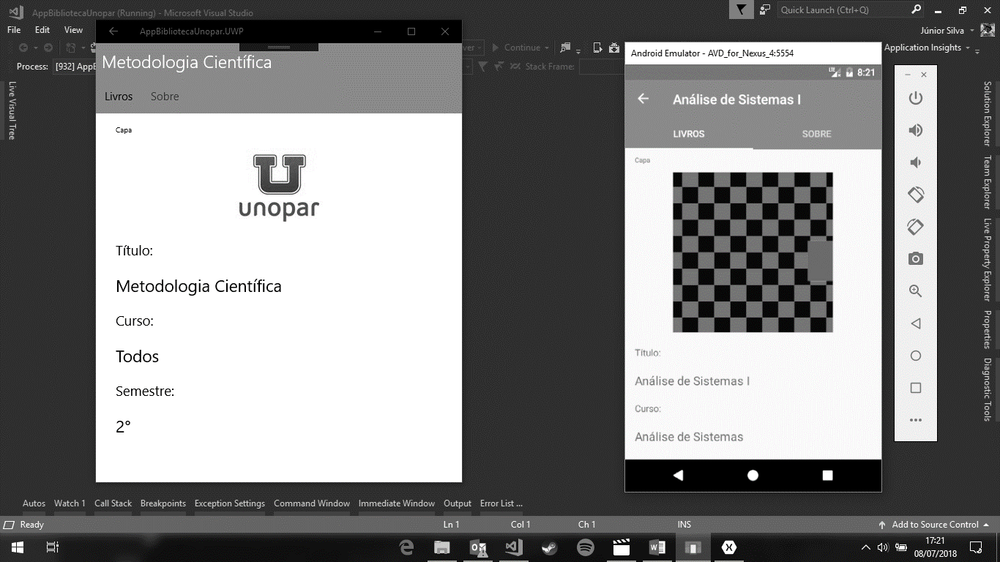 AppBibliotecaUnopar (Running) - Microsoft Visual Studio
Quick Launch (Ctrl+Q)
File Edit View
Júnior Silva
AppBibliotecaUnopar.UWP
Continue
Application Insights
Process: [932] AppB
Stack Frame:
Live Visual Tree
Metodologia Científica
Livros Sobre
Capa
U
unopar
Título:
Metodologia Científica
Curso:
Todos
Semestre:
2°
Android Emulator - AVD_for_Nexus_4:5554
LTE 8:21
Análise de Sistemas I
LIVROS SOBRE
Capa
Título:
Análise de Sistemas I
Curso:
Análise de Sistemas
Solution Explorer
Team Explorer
Live Property Explorer
Properties
Diagnostic Tools
Autos Watch 1 Call Stack Breakpoints Exception Settings Command Window Immediate Window Output Error List ...
Ready Ln 1 Col 1 Ch 1 INS Add to Source Control
17:21
08/07/2018